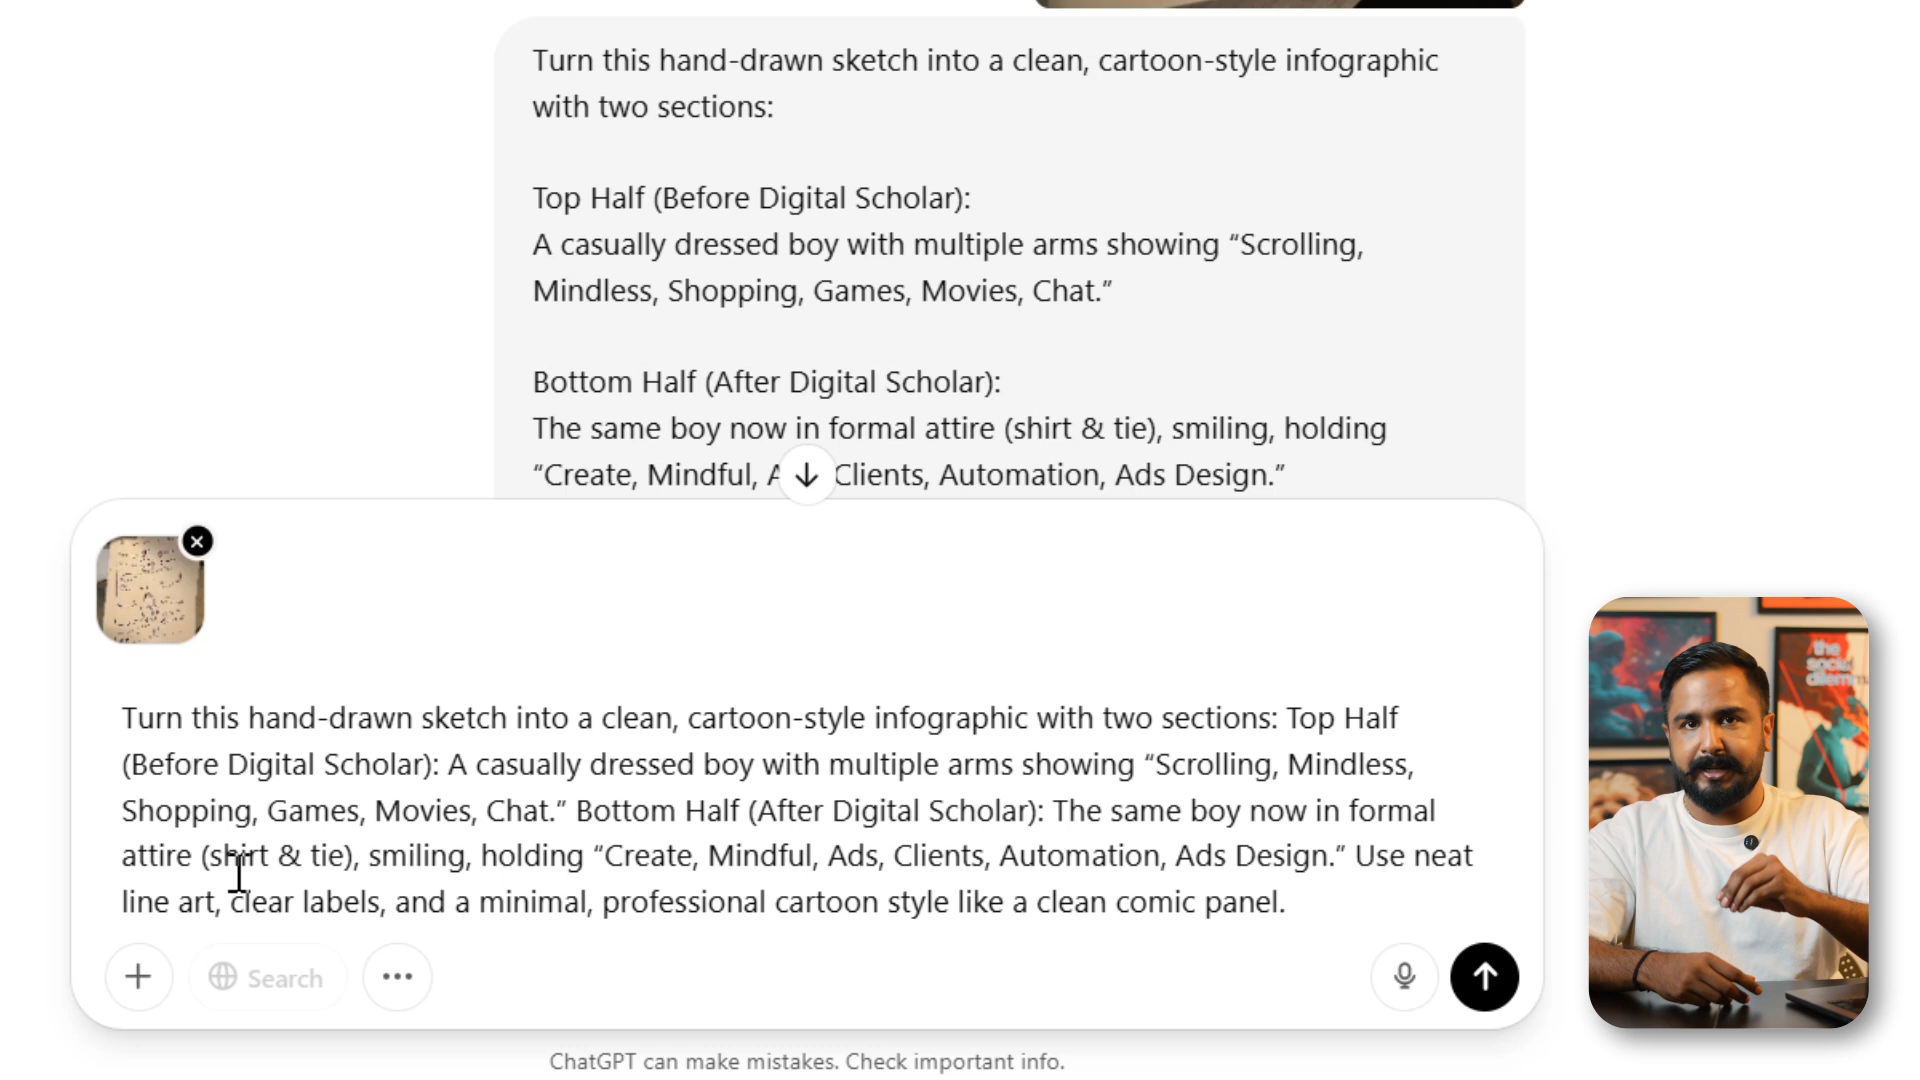 Turn this hand-drawn sketch into a clean, cartoon-style infographic
with two sections:
Top Half (Before Digital Scholar):
A casually dressed boy with multiple arms showing “Scrolling,
Mindless, Shopping, Games, Movies, Chat.”
Bottom Half (After Digital Scholar):
The same boy now in formal attire (shirt & tie), smiling, holding
“Create, Mindful, Clients, Automation, Ads Design.”
Turn this hand-drawn sketch into a clean, cartoon-style infographic with two sections: Top Half
(Before Digital Scholar): A casually dressed boy with multiple arms showing “Scrolling, Mindless,
Shopping, Games, Movies, Chat.” Bottom Half (After Digital Scholar): The same boy now in formal
attire (shirt & tie), smiling, holding “Create, Mindful, Ads, Clients, Automation, Ads Design.” Use neat
line art, clear labels, and a minimal, professional cartoon style like a clean comic panel.
Search
ChatGPT can make mistakes. Check important info.
the
social
dilemma